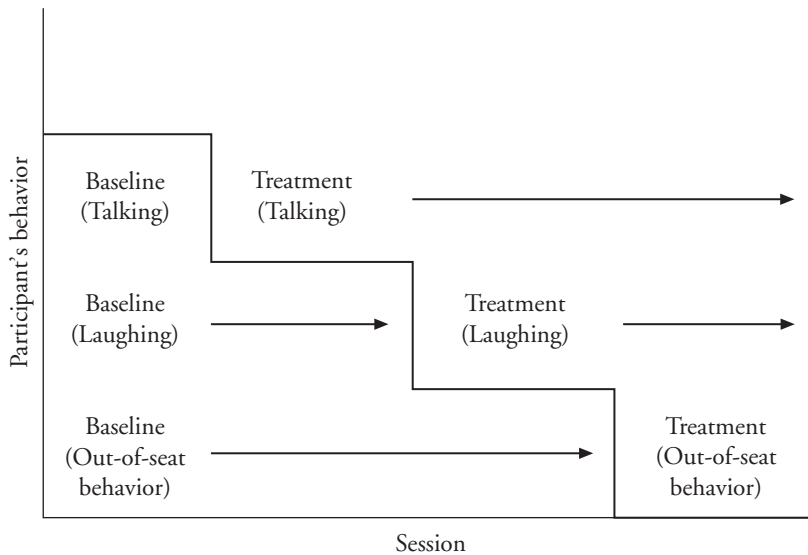 Participant's behavior
Baseline
(Talking)
Treatment
(Talking)
Baseline
(Laughing)
Treatment
(Laughing)
Baseline
(Out-of-seat
behavior)
Treatment
(Out-of-seat
behavior)
Session